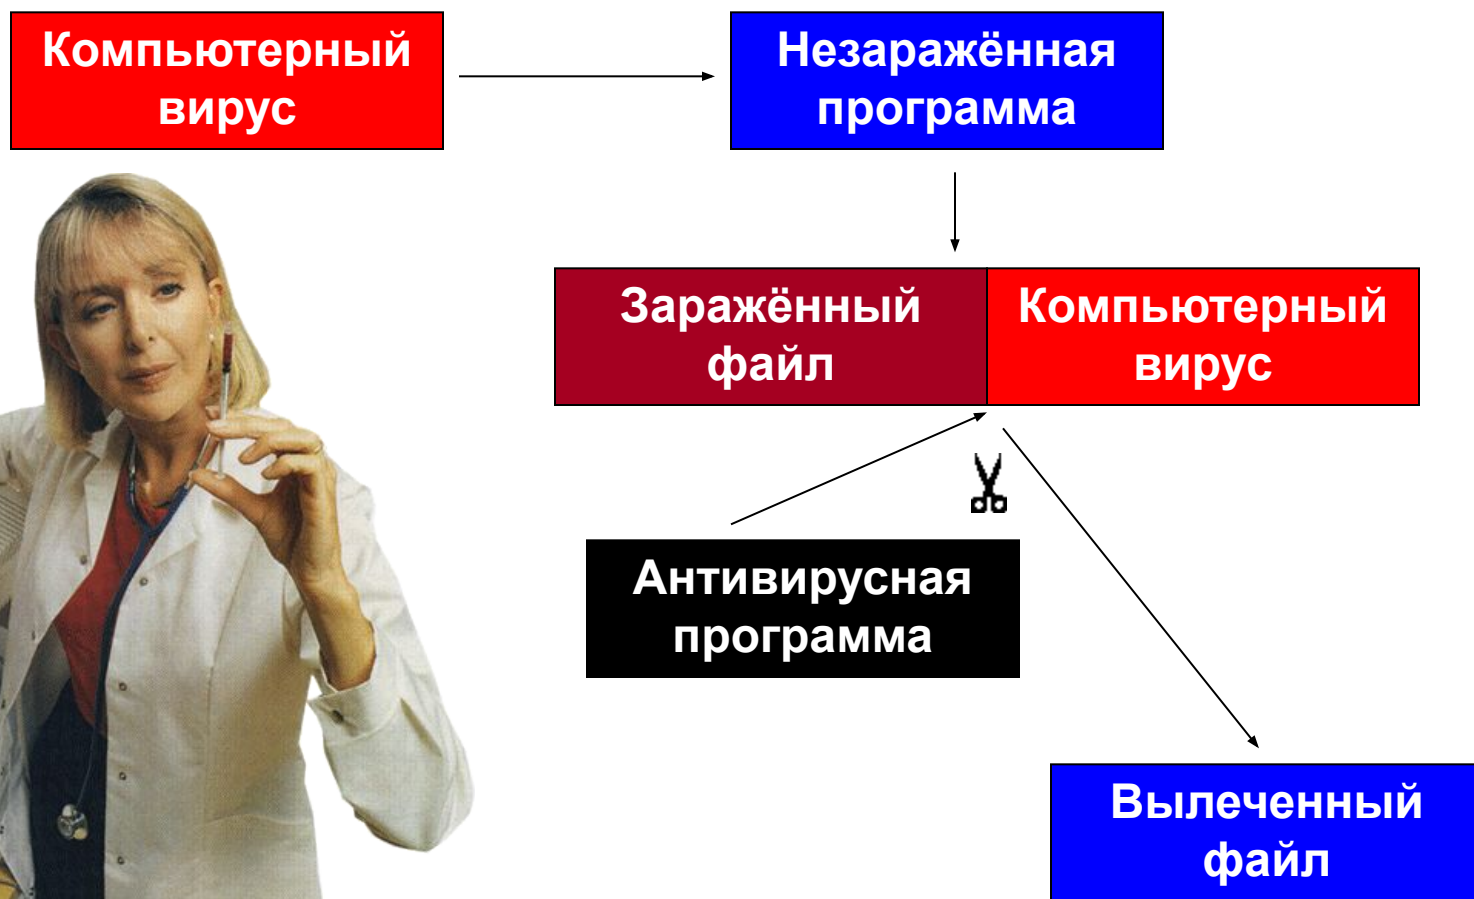 Компьютерный
вирус
Незаражённая
программа
Заражённый
файл
Компьютерный
вирус
Антивирусная
программа
Вылеченный
файл